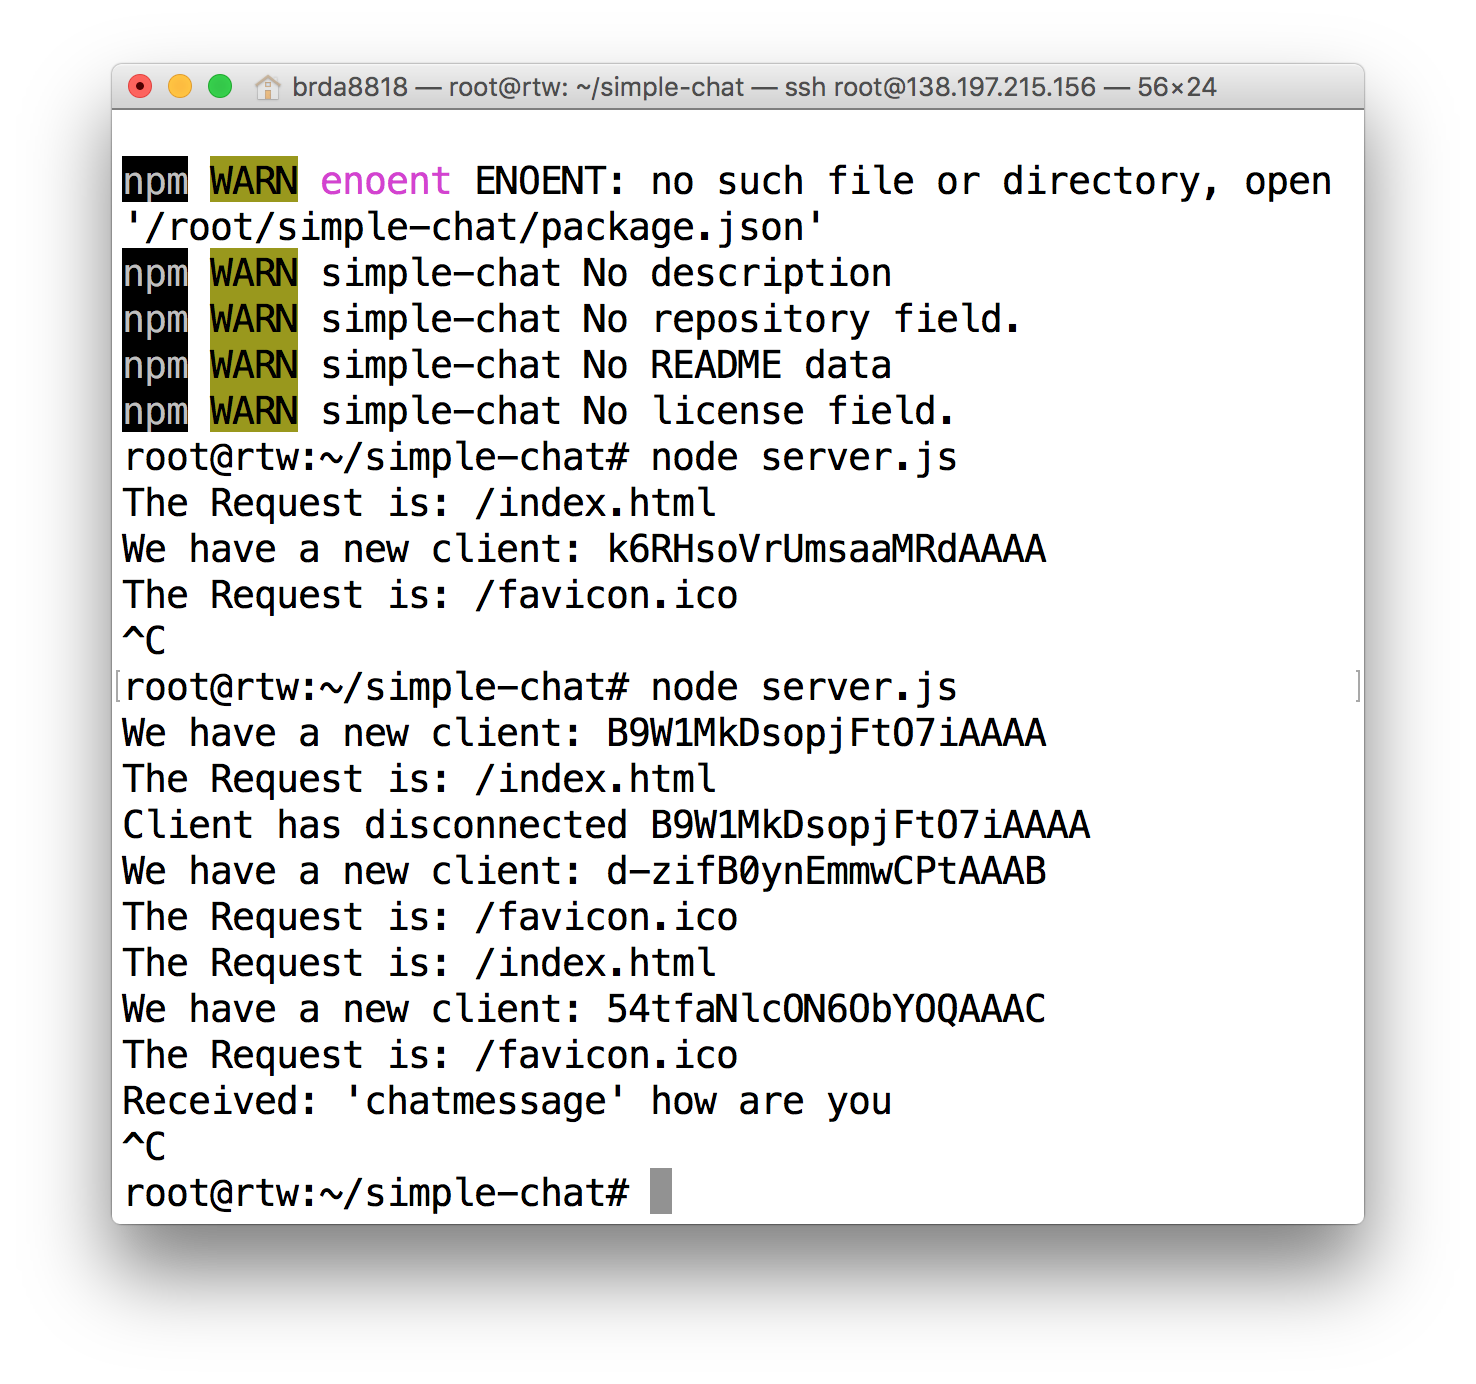 brda8818 — root@rtw: ~/simple-chat — ssh root@138.197.215.156 — 56×24
npm WARN enoent ENOENT: no such file or directory, open
'/root/simple-chat/package.json'
npm WARN simple-chat No description
npm WARN simple-chat No repository field.
npm WARN simple-chat No README data
npm WARN simple-chat No license field.
root@rtw:~/simple-chat# node server.js
The Request is: /index.html
We have a new client: k6RHsoVrUmsaaMRdAAAA
The Request is: /favicon.ico
^C
root@rtw:~/simple-chat# node server.js
We have a new client: B9W1MkDsopjFtO7iAAAA
The Request is: /index.html
Client has disconnected B9W1MkDsopjFtO7iAAAA
We have a new client: d-zifB0ynEmmwCPtAAAB
The Request is: /favicon.ico
The Request is: /index.html
We have a new client: 54tfaNlcON6ObYOQAAAC
The Request is: /favicon.ico
Received: 'chatmessage' how are you
^C
root@rtw:~/simple-chat#